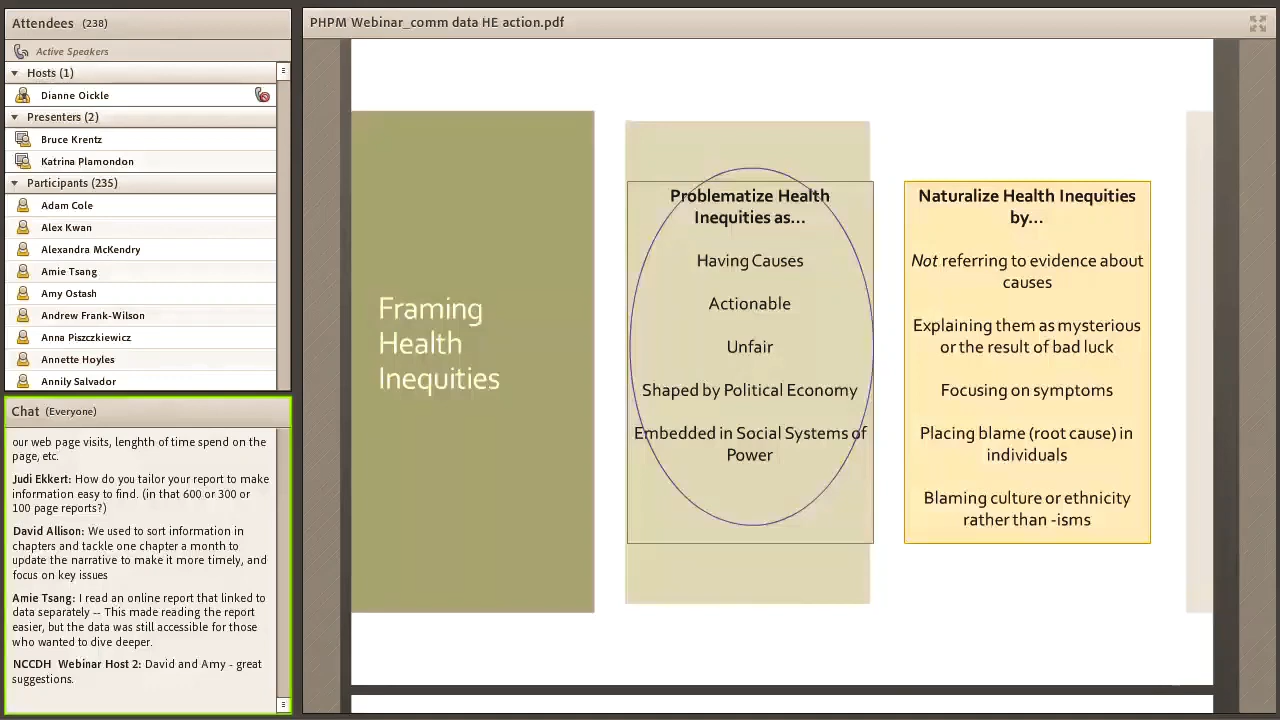 Attendees (238)
Active Speakers
Hosts (1)
Dianne Oickle
Presenters (2)
Bruce Krentz
Katrina Plamondon
Participants (235)
Adam Cole
Alex Kwan
Alexandra McKendry
Amie Tsang
Amy Ostash
Andrew Frank-Wilson
Anna Piszczkiewicz
Annette Hoyles
Annily Salvador
Chat (Everyone)
our web page visits, lenghth of time spend on the
page, etc.
Judi Ekkert: How do you tailor your report to make
information easy to find. (in that 600 or 300 or
100 page reports?)
David Allison: We used to sort information in
chapters and tackle one chapter a month to
update the narrative to make it more timely, and
focus on key issues
Amie Tsang: I read an online report that linked to
data separately -- This made reading the report
easier, but the data was still accessible for those
who wanted to dive deeper.
NCCDH Webinar Host 2: David and Amy - great
suggestions.
PHPM Webinar_comm data HE action.pdf
Framing
Health
Inequities
Problematize Health
Inequities as...
Having Causes
Actionable
Unfair
Shaped by Political Economy
Embedded in Social Systems of
Power
Naturalize Health Inequities
by...
Not referring to evidence about
causes
Explaining them as mysterious
or the result of bad luck
Focusing on symptoms
Placing blame (root cause) in
individuals
Blaming culture or ethnicity
rather than -isms